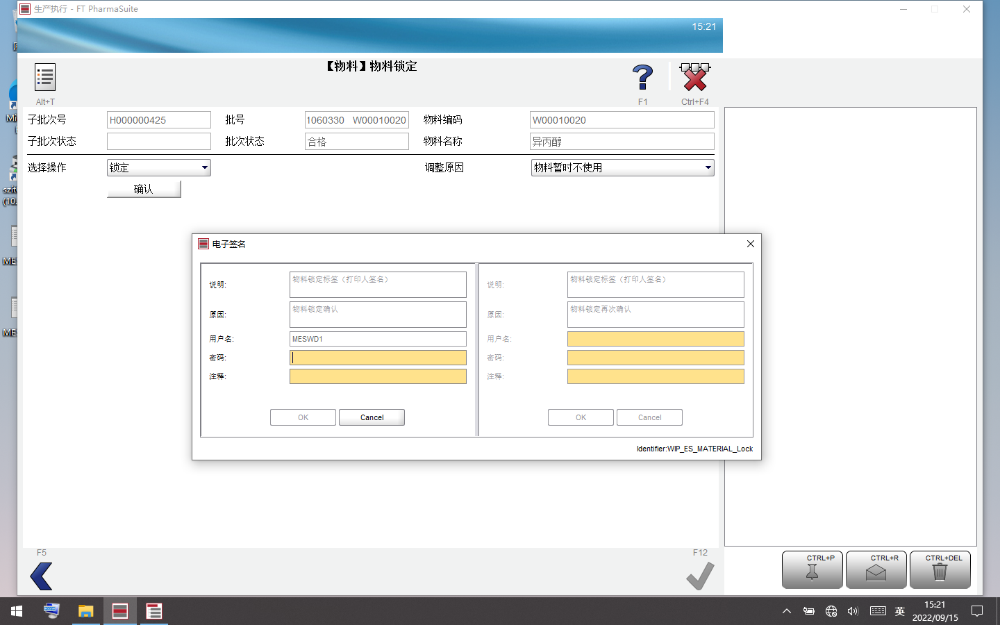 生产执行 - FT PharmaSuite
15:21
【物料】物料锁定
Alt+T
F1
Ctrl+F4
子批次号 H000000425 批号 1060330 W00010020 物料编码 W00010020
子批次状态 批次状态 合格 物料名称 异丙醇
选择操作 锁定 调整原因 物料暂时不使用
确认
电子签名
说明: 物料锁定标签（打印人签名）
原因: 物料锁定确认
用户名: MESWD1
密码:
注释:
OK Cancel
说明: 物料锁定标签（打印人签名）
原因: 物料锁定再次确认
用户名:
密码:
注释:
OK Cancel
Identifier:WIP_ES_MATERIAL_Lock
F5
F12
CTRL+P
CTRL+R
CTRL+DEL
英
15:21
2022/09/15